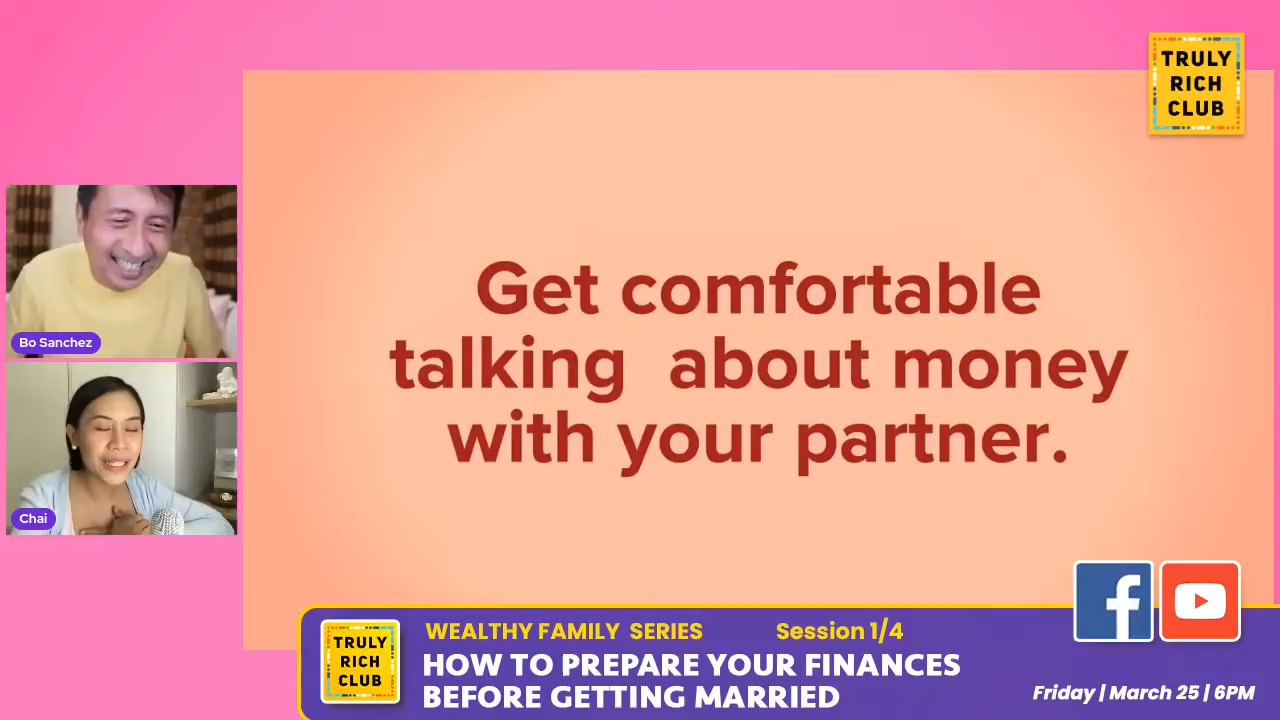 TRULY
RICH
CLUB
Get comfortable
talking about money
with your partner.
Bo Sanchez
Chai
TRULY
RICH
CLUB
WEALTHY FAMILY SERIES
Session 1/4
HOW TO PREPARE YOUR FINANCES
BEFORE GETTING MARRIED
Friday | March 25 | 6PM